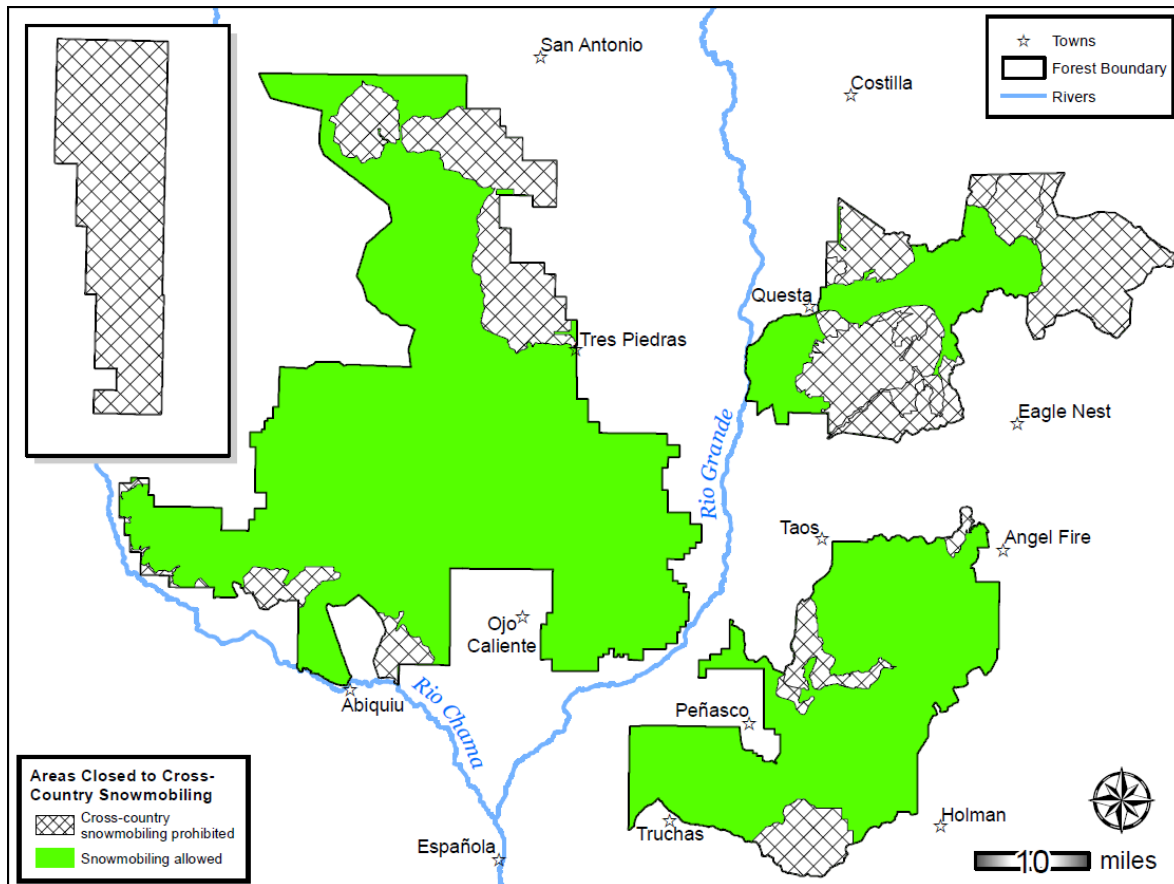 San Antonio
Towns
Forest Boundary
Rivers
Costilla
Questa
Tres Piedras
Eagle Nest
Rio Grande
Taos
Angel Fire
Ojo
Caliente
Abiquiu
Rio Chama
Peñasco
Areas Closed to Cross-
Country Snowmobiling
Cross-country
snowmobiling prohibited
Snowmobiling allowed
Truchas
Holman
Española
10 miles